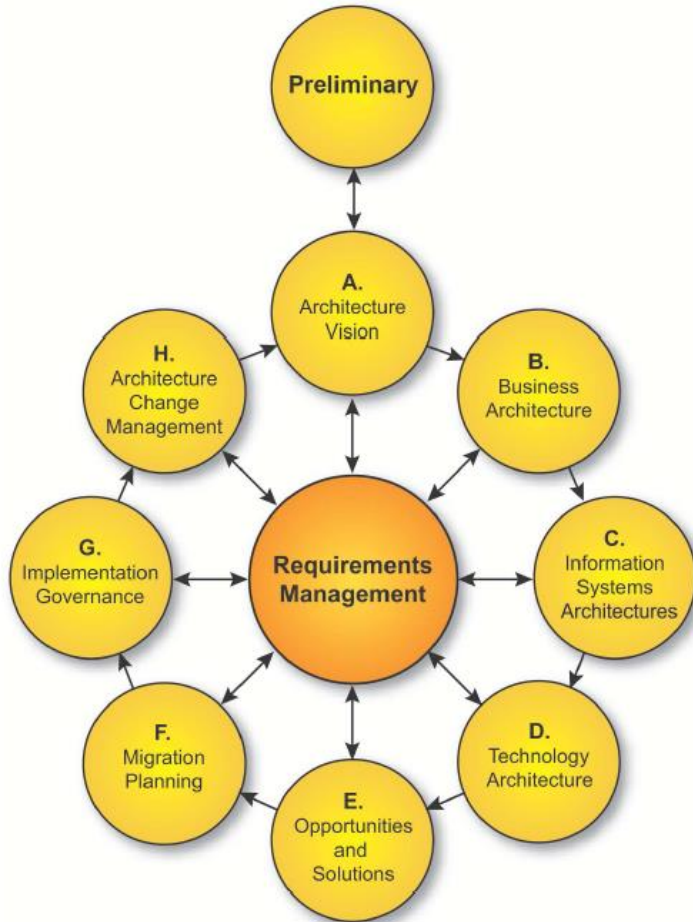 Preliminary
A.
Architecture
Vision
B.
Business
Architecture
C.
Information
Systems
Architectures
D.
Technology
Architecture
E.
Opportunities
and
Solutions
F.
Migration
Planning
G.
Implementation
Governance
H.
Architecture
Change
Management
Requirements
Management